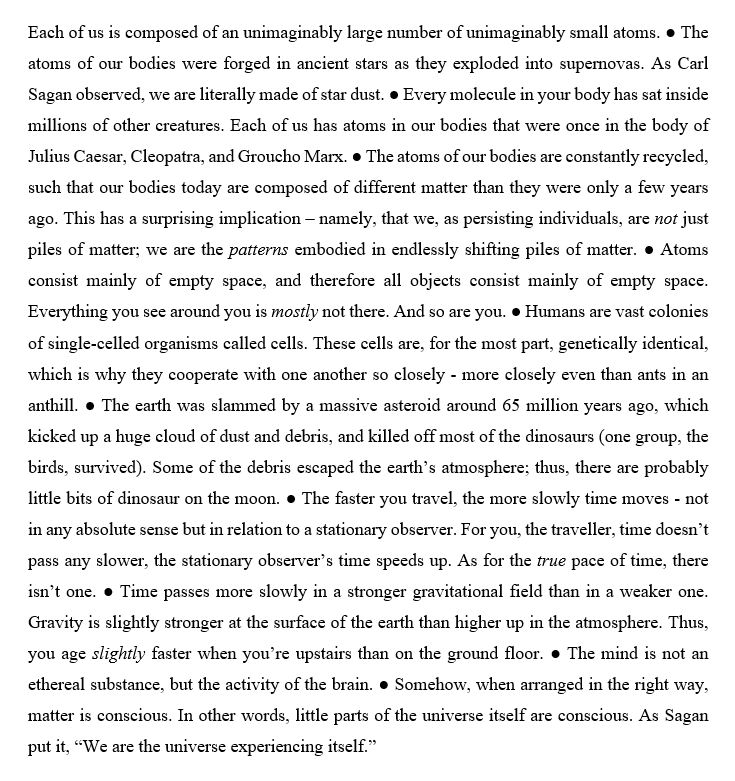 Each of us is composed of an unimaginably large number of unimaginably small atoms. ● The
atoms of our bodies were forged in ancient stars as they exploded into supernovas. As Carl
Sagan observed, we are literally made of star dust. ● Every molecule in your body has sat inside
millions of other creatures. Each of us has atoms in our bodies that were once in the body of
Julius Caesar, Cleopatra, and Groucho Marx. ● The atoms of our bodies are constantly recycled,
such that our bodies today are composed of different matter than they were only a few years
ago. This has a surprising implication – namely, that we, as persisting individuals, are not just
piles of matter; we are the patterns embodied in endlessly shifting piles of matter. ● Atoms
consist mainly of empty space, and therefore all objects consist mainly of empty space.
Everything you see around you is mostly not there. And so are you. ● Humans are vast colonies
of single-celled organisms called cells. These cells are, for the most part, genetically identical,
which is why they cooperate with one another so closely - more closely even than ants in an
anthill. ● The earth was slammed by a massive asteroid around 65 million years ago, which
kicked up a huge cloud of dust and debris, and killed off most of the dinosaurs (one group, the
birds, survived). Some of the debris escaped the earth’s atmosphere; thus, there are probably
little bits of dinosaur on the moon. ● The faster you travel, the more slowly time moves - not
in any absolute sense but in relation to a stationary observer. For you, the traveller, time doesn’t
pass any slower, the stationary observer’s time speeds up. As for the true pace of time, there
isn’t one. ● Time passes more slowly in a stronger gravitational field than in a weaker one.
Gravity is slightly stronger at the surface of the earth than higher up in the atmosphere. Thus,
you age slightly faster when you’re upstairs than on the ground floor. ● The mind is not an
ethereal substance, but the activity of the brain. ● Somehow, when arranged in the right way,
matter is conscious. In other words, little parts of the universe itself are conscious. As Sagan
put it, “We are the universe experiencing itself.”